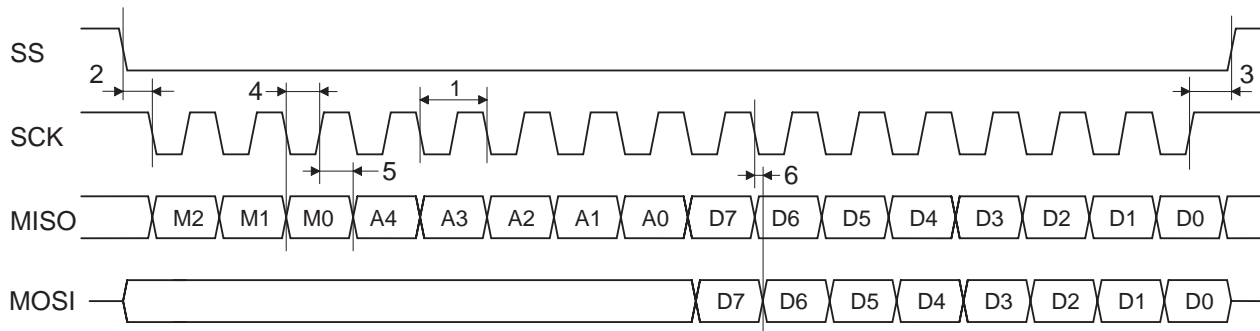 SS
2 4 1 3
SCK
5 6
MISO M2 M1 M0 A4 A3 A2 A1 A0 D7 D6 D5 D4 D3 D2 D1 D0
MOSI D7 D6 D5 D4 D3 D2 D1 D0